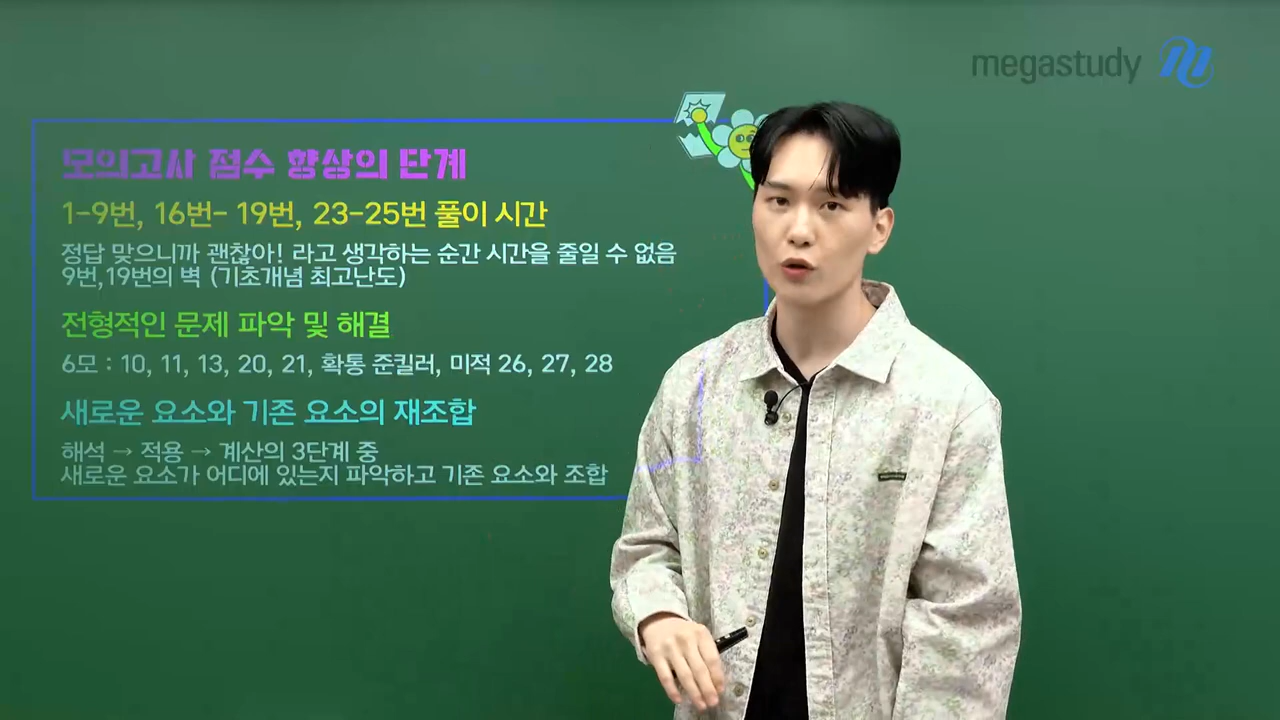 megastudy
모의고사 점수 향상의 단계
1-9번, 16번- 19번, 23-25번 풀이 시간
정답 맞으니까 괜찮아! 라고 생각하는 순간 시간을 줄일 수 없음
9번,19번의 벽 (기초개념 최고난도)
전형적인 문제 파악 및 해결
6모 : 10, 11, 13, 20, 21, 확통 준킬러, 미적 26, 27, 28
새로운 요소와 기존 요소의 재조합
해석 → 적용 → 계산의 3단계 중
새로운 요소가 어디에 있는지 파악하고 기존 요소와 조합